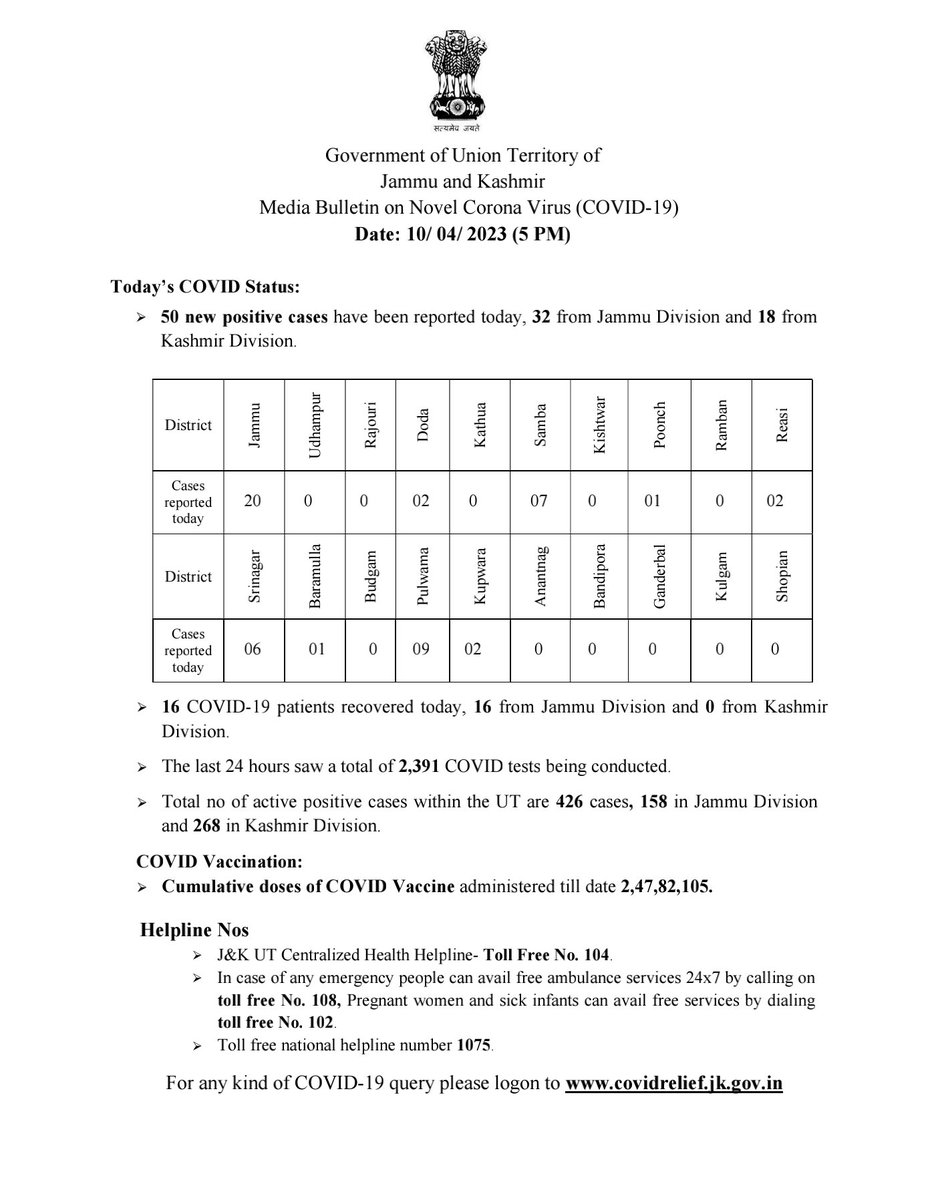 सत्यमेव जयते
Government of Union Territory of
Jammu and Kashmir
Media Bulletin on Novel Corona Virus (COVID-19)
Date: 10/ 04/ 2023 (5 PM)
Today’s COVID Status:
➢ 50 new positive cases have been reported today, 32 from Jammu Division and 18 from
Kashmir Division.
District Jammu Udhampur Rajouri Doda Kathua Samba Kishtwar Poonch Ramban Reasi
Cases
reported
today
20 0 0 02 0 07 0 01 0 02
District Srinagar Baramulla Budgam Pulwama Kupwara Anantnag Bandipora Ganderbal Kulgam Shopian
Cases
reported
today
06 01 0 09 02 0 0 0 0 0
➢ 16 COVID-19 patients recovered today, 16 from Jammu Division and 0 from Kashmir
Division.
➢ The last 24 hours saw a total of 2,391 COVID tests being conducted.
➢ Total no of active positive cases within the UT are 426 cases, 158 in Jammu Division
and 268 in Kashmir Division.
COVID Vaccination:
➢ Cumulative doses of COVID Vaccine administered till date 2,47,82,105.
Helpline Nos
➢ J&K UT Centralized Health Helpline- Toll Free No. 104.
➢ In case of any emergency people can avail free ambulance services 24x7 by calling on
toll free No. 108, Pregnant women and sick infants can avail free services by dialing
toll free No. 102.
➢ Toll free national helpline number 1075.
For any kind of COVID-19 query please logon to www.covidrelief.jk.gov.in